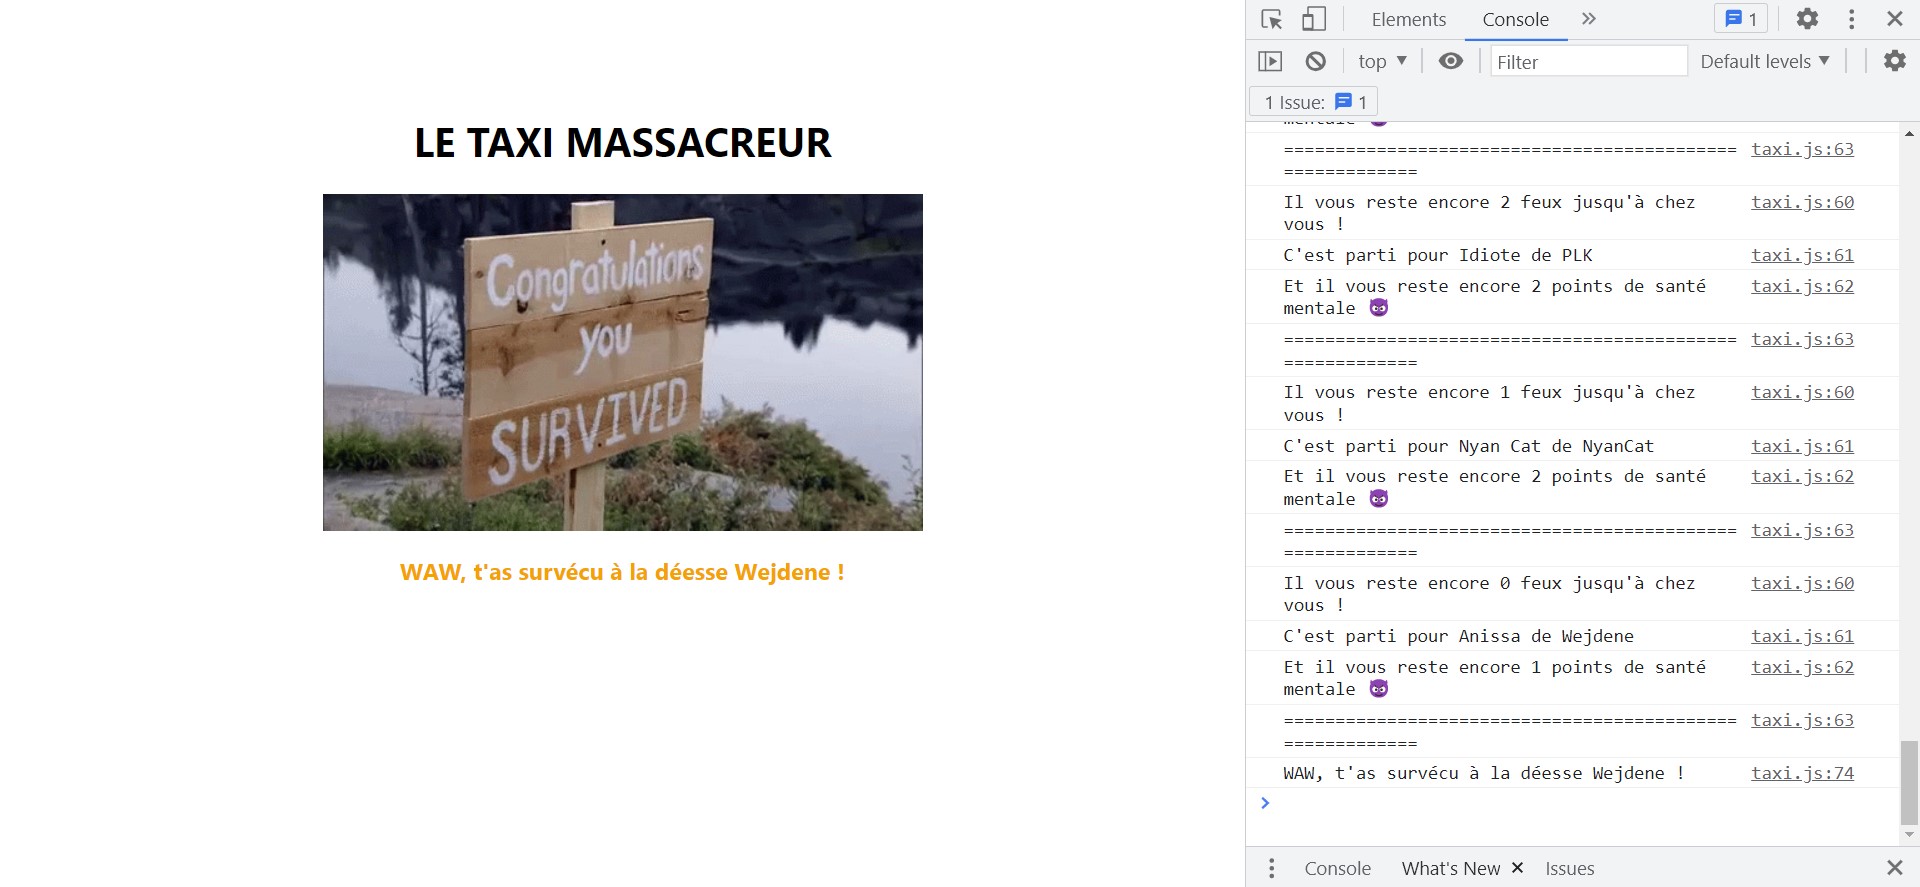 LE TAXI MASSACREUR
Congratulations
you
SURVIVED
WAW, t'as survécu à la déesse Wejdene !
Elements Console 1
top Filter Default levels
1 Issue: 1
mentale
============================================ taxi.js:63
=============
Il vous reste encore 2 feux jusqu'à chez taxi.js:60
vous !
C'est parti pour Idiote de PLK taxi.js:61
Et il vous reste encore 2 points de santé taxi.js:62
mentale 😈
============================================ taxi.js:63
=============
Il vous reste encore 1 feux jusqu'à chez taxi.js:60
vous !
C'est parti pour Nyan Cat de NyanCat taxi.js:61
Et il vous reste encore 2 points de santé taxi.js:62
mentale 😈
============================================ taxi.js:63
=============
Il vous reste encore 0 feux jusqu'à chez taxi.js:60
vous !
C'est parti pour Anissa de Wejdene taxi.js:61
Et il vous reste encore 1 points de santé taxi.js:62
mentale 😈
============================================ taxi.js:63
=============
WAW, t'as survécu à la déesse Wejdene ! taxi.js:74
Console What's New Issues